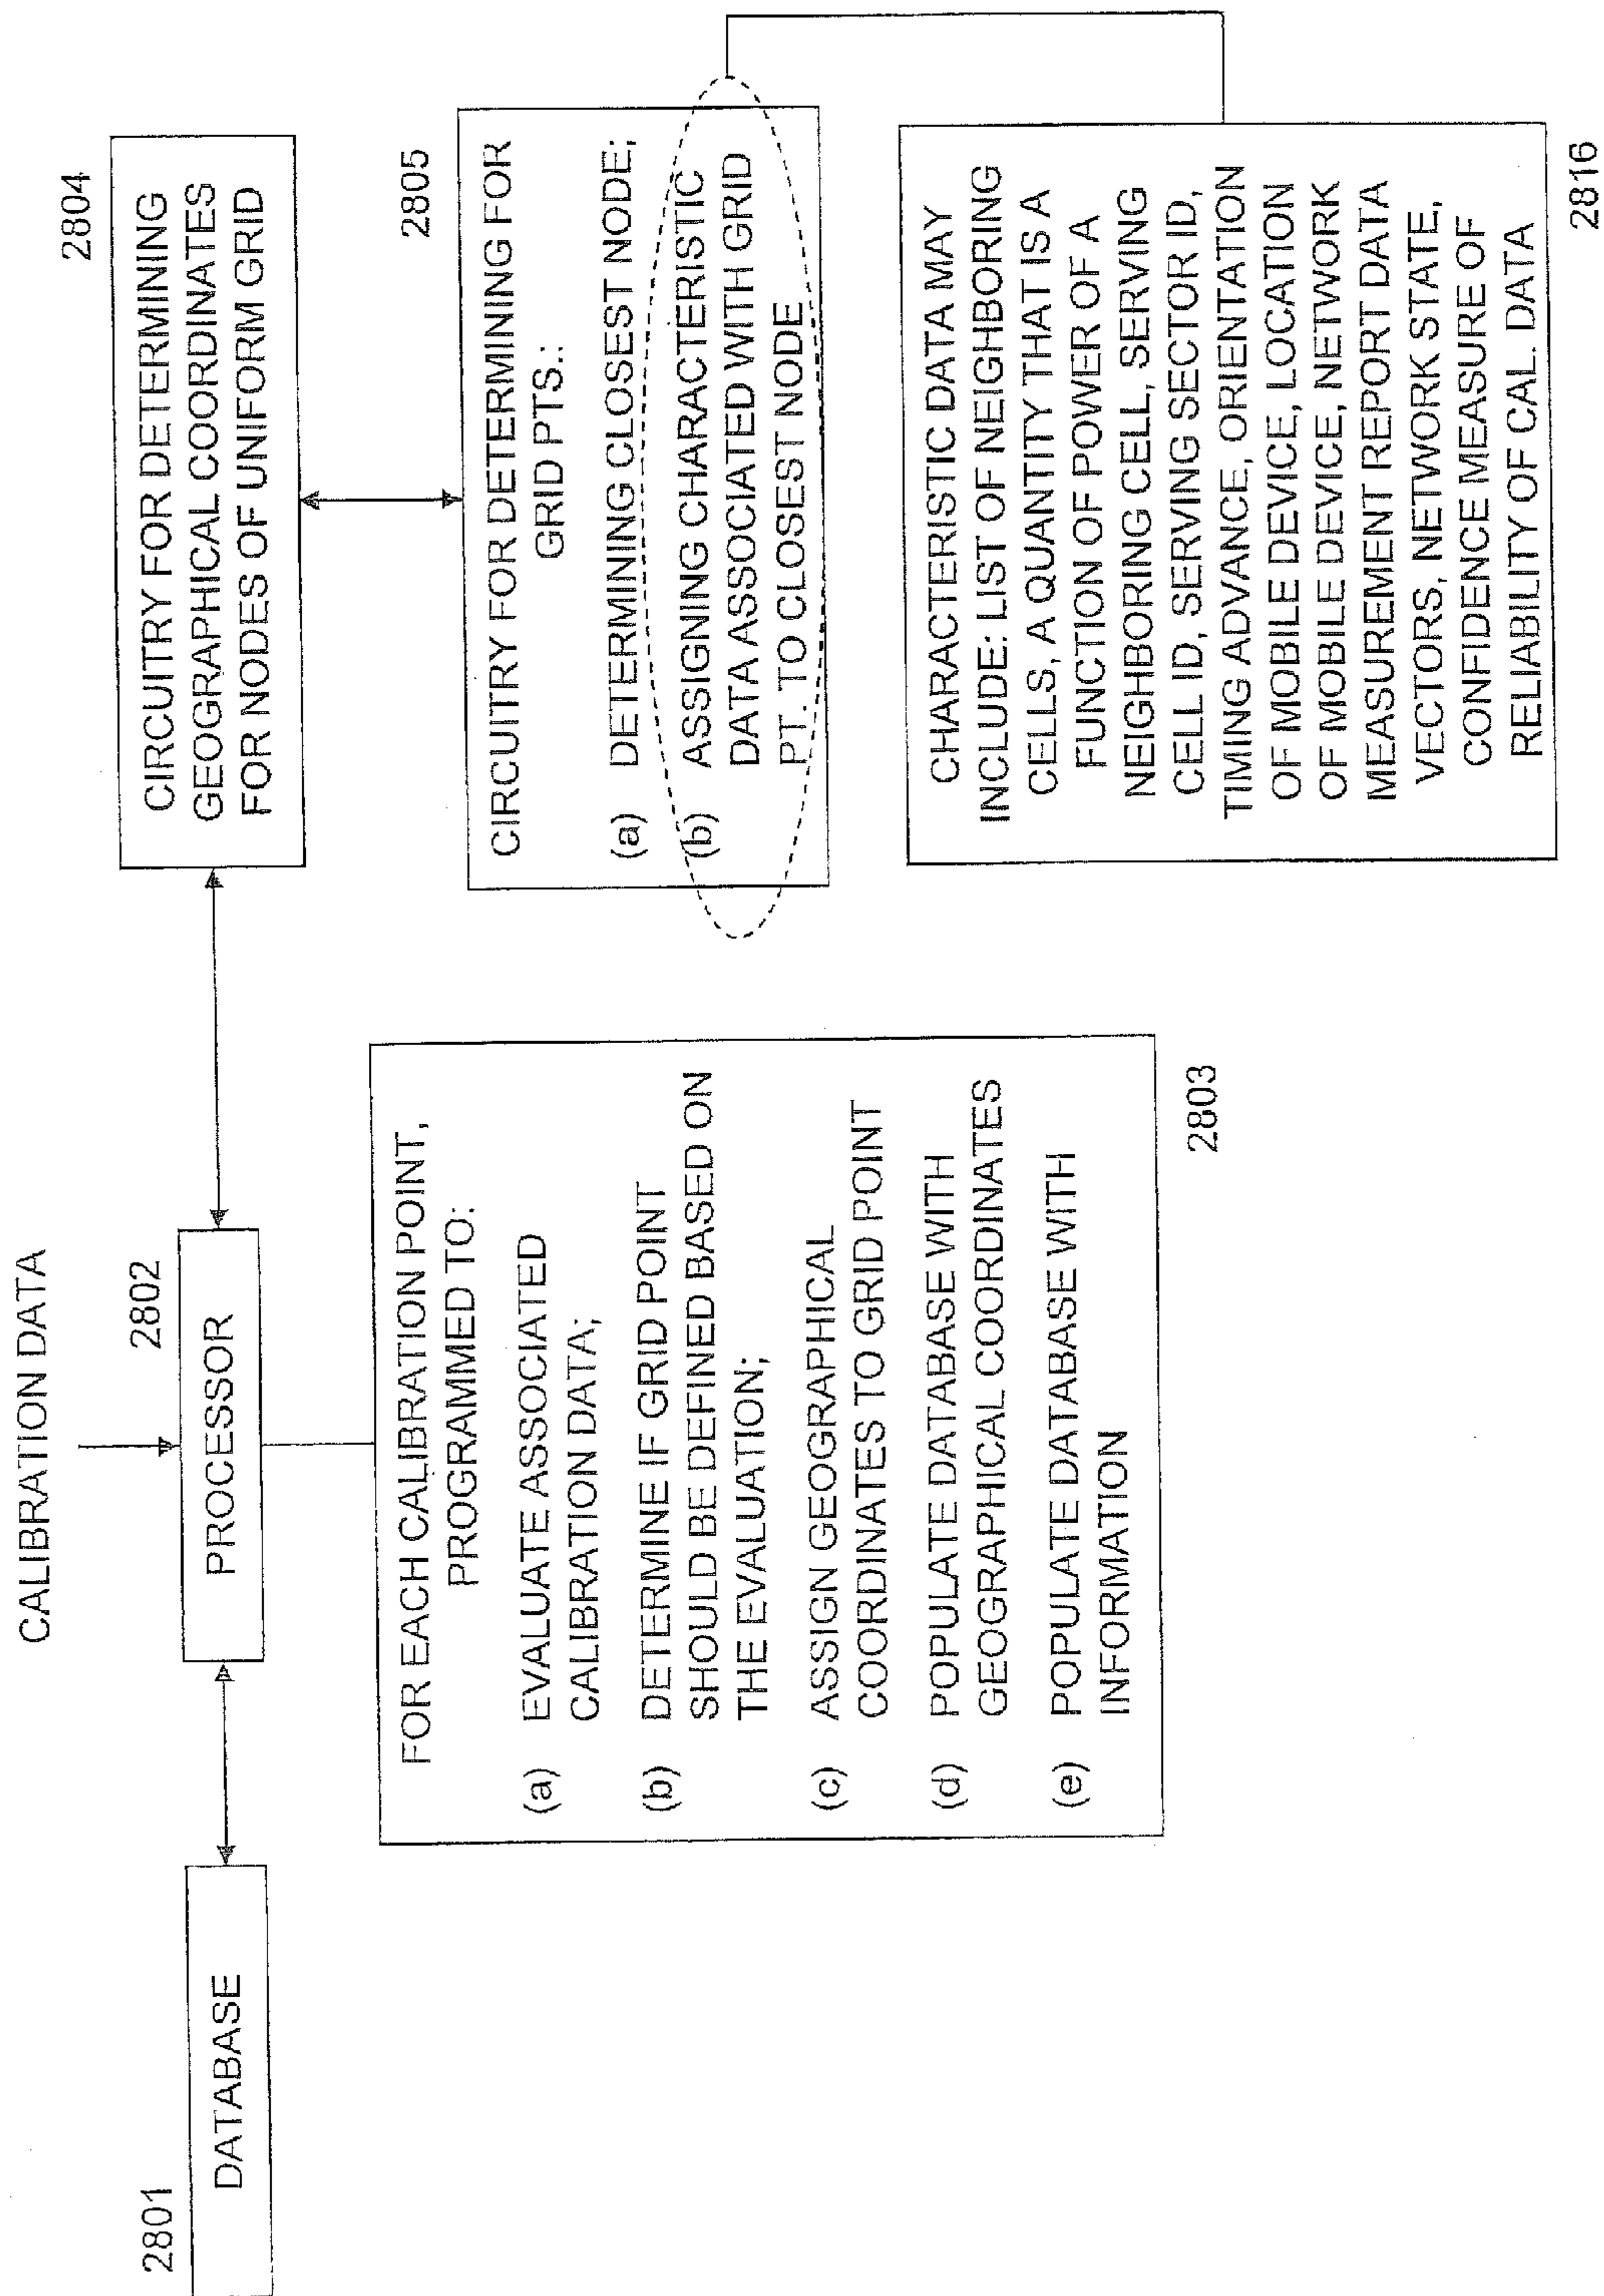 CALIBRATION DATA
2801
DATABASE
2802
PROCESSOR
2804
CIRCUITRY FOR DETERMINING
GEOGRAPHICAL COORDINATES
FOR NODES OF UNIFORM GRID
FOR EACH CALIBRATION POINT,
PROGRAMMED TO:
(a) EVALUATE ASSOCIATED
CALIBRATION DATA;
(b) DETERMINE IF GRID POINT
SHOULD BE DEFINED BASED ON
THE EVALUATION;
(c) ASSIGN GEOGRAPHICAL
COORDINATES TO GRID POINT
(d) POPULATE DATABASE WITH
GEOGRAPHICAL COORDINATES
(e) POPULATE DATABASE WITH
INFORMATION
2803
2805
CIRCUITRY FOR DETERMINING FOR
GRID PTS.:
(a) DETERMINING CLOSEST NODE;
(b) ASSIGNING CHARACTERISTIC
DATA ASSOCIATED WITH GRID
PT. TO CLOSEST NODE
CHARACTERISTIC DATA MAY
INCLUDE: LIST OF NEIGHBORING
CELLS, A QUANTITY THAT IS A
FUNCTION OF POWER OF A
NEIGHBORING CELL, SERVING
CELL ID, SERVING SECTOR ID,
TIMING ADVANCE, ORIENTATION
OF MOBILE DEVICE, LOCATION
OF MOBILE DEVICE, NETWORK
MEASUREMENT REPORT DATA
VECTORS, NETWORK STATE,
CONFIDENCE MEASURE OF
RELIABILITY OF CAL. DATA
2816